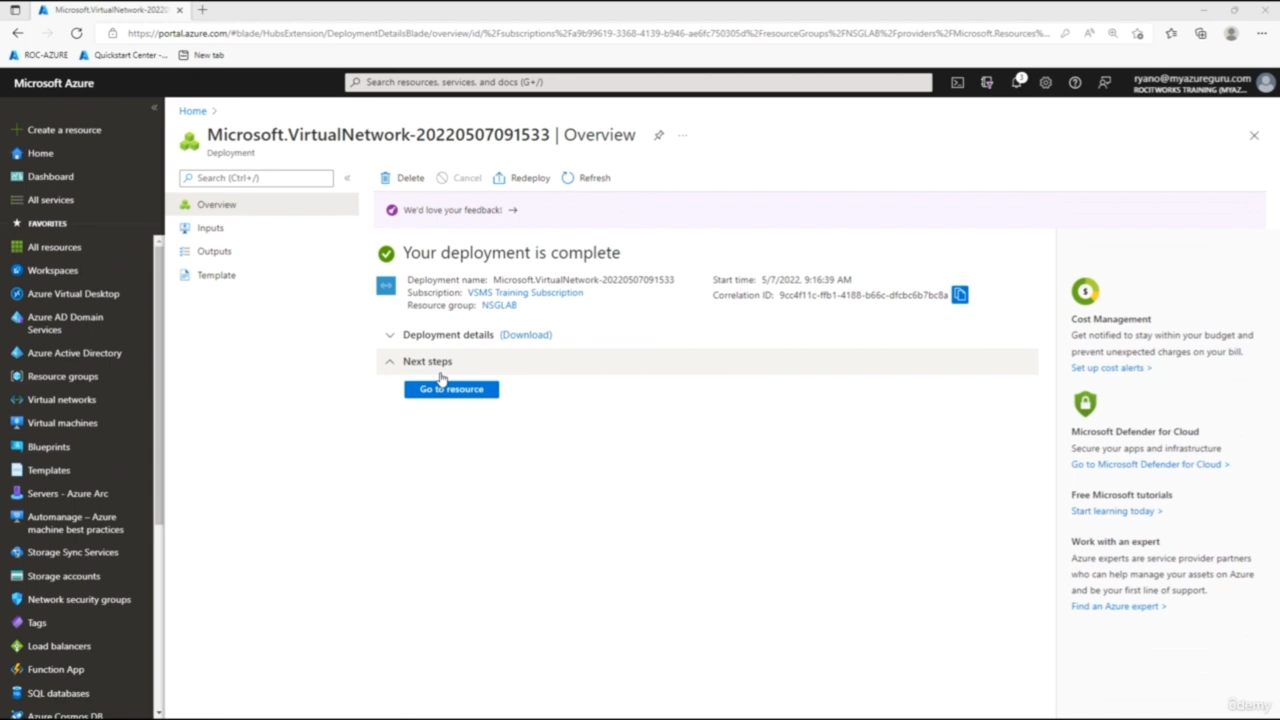 Microsoft.VirtualNetwork-20220
https://portal.azure.com/#blade/HubsExtension/DeploymentDetailsBlade/overview/id/%2Fsubscriptions%2Fa9b99619-3368-4139-b946-ae6fc750305d%2FresourceGroups%2FNSGLAB%2Fproviders%2FMicrosoft.Resources%...
ROC-AZURE
Quickstart Center -...
New tab
Microsoft Azure
Search resources, services, and docs (G+/)
3
ryano@myazureguru.com
ROCITWORKS TRAINING (MYAZ...
Create a resource
Home
Dashboard
All services
FAVORITES
All resources
Workspaces
Azure Virtual Desktop
Azure AD Domain
Services
Azure Active Directory
Resource groups
Virtual networks
Virtual machines
Blueprints
Templates
Servers - Azure Arc
Automanage – Azure
machine best practices
Storage Sync Services
Storage accounts
Network security groups
Tags
Load balancers
Function App
SQL databases
Azure Cosmos DB
Home >
Microsoft.VirtualNetwork-20220507091533 | Overview
Deployment
Search (Ctrl+/)
Overview
Inputs
Outputs
Template
Delete
Cancel
Redeploy
Refresh
We'd love your feedback! →
Your deployment is complete
Deployment name: Microsoft.VirtualNetwork-20220507091533
Subscription: VSMS Training Subscription
Resource group: NSGLAB
Start time: 5/7/2022, 9:16:39 AM
Correlation ID: 9cc4f11c-ffb1-4188-b66c-dfcbc6b7bc8a
Deployment details (Download)
Next steps
Go to resource
Cost Management
Get notified to stay within your budget and
prevent unexpected charges on your bill.
Set up cost alerts >
Microsoft Defender for Cloud
Secure your apps and infrastructure
Go to Microsoft Defender for Cloud >
Free Microsoft tutorials
Start learning today >
Work with an expert
Azure experts are service provider partners
who can help manage your assets on Azure
and be your first line of support.
Find an Azure expert >
Udemy